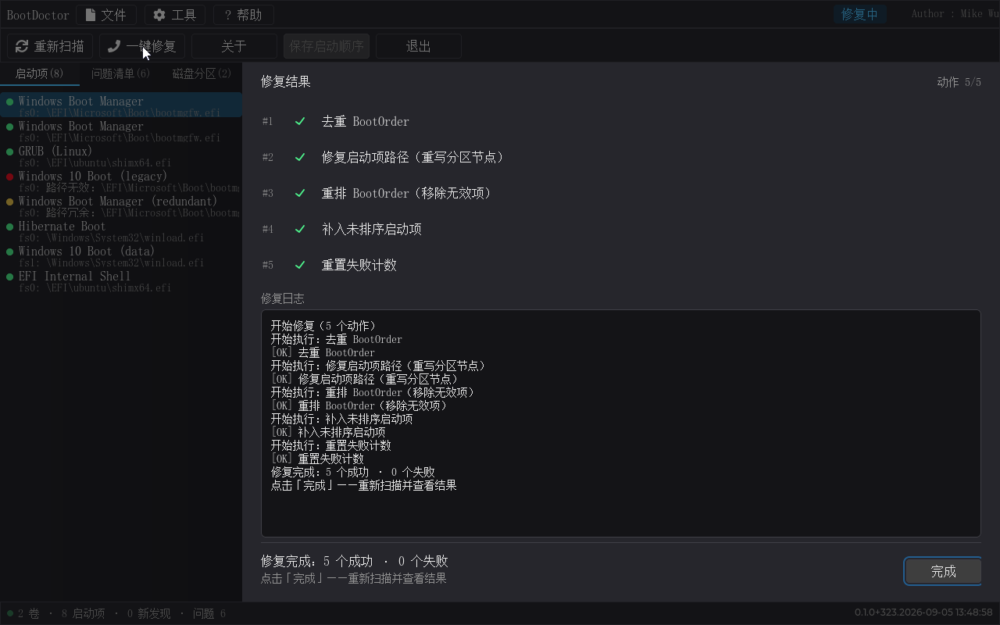 BootDoctor 文件 工具 ? 帮助 修复中 Author : Mike Wu
重新扫描 一键修复 关于 保存启动顺序 退出
启动项(8) 问题清单(6) 磁盘分区(2)
Windows Boot Manager
fs0: \EFI\Microsoft\Boot\bootmgfw.efi
Windows Boot Manager
fs0: \EFI\Microsoft\Boot\bootmgfw.efi
GRUB (Linux)
fs0: \EFI\ubuntu\shimx64.efi
Windows 10 Boot (legacy)
fs0: 路径无效: \EFI\Microsoft\Boot\bootm
Windows Boot Manager (redundant)
fs0: 路径冗余: \EFI\Microsoft\Boot\bootm
Hibernate Boot
fs0: \Windows\System32\winload.efi
Windows 10 Boot (data)
fs1: \Windows\System32\winload.efi
EFI Internal Shell
fs0: \EFI\ubuntu\shimx64.efi
修复结果 动作 5/5
#1 去重 BootOrder
#2 修复启动项路径（重写分区节点）
#3 重排 BootOrder（移除无效项）
#4 补入未排序启动项
#5 重置失败计数
修复日志
开始修复（5 个动作）
开始执行：去重 BootOrder
[OK] 去重 BootOrder
开始执行：修复启动项路径（重写分区节点）
[OK] 修复启动项路径（重写分区节点）
开始执行：重排 BootOrder（移除无效项）
[OK] 重排 BootOrder（移除无效项）
开始执行：补入未排序启动项
[OK] 补入未排序启动项
开始执行：重置失败计数
[OK] 重置失败计数
修复完成：5 个成功 · 0 个失败
点击「完成」——重新扫描并查看结果
修复完成：5 个成功 · 0 个失败
点击「完成」——重新扫描并查看结果
完成
2 卷 · 8 启动项 · 0 新发现 · 问题 6 0.1.0+323.2026-09-05 13:48:58